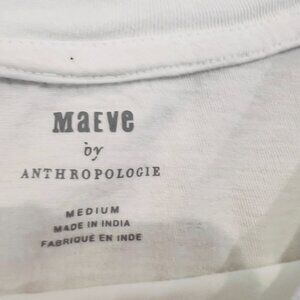 MaEVe
by
ANTHROPOLOGIE
MEDIUM
MADE IN INDIA
FABRIQUÉ EN INDE